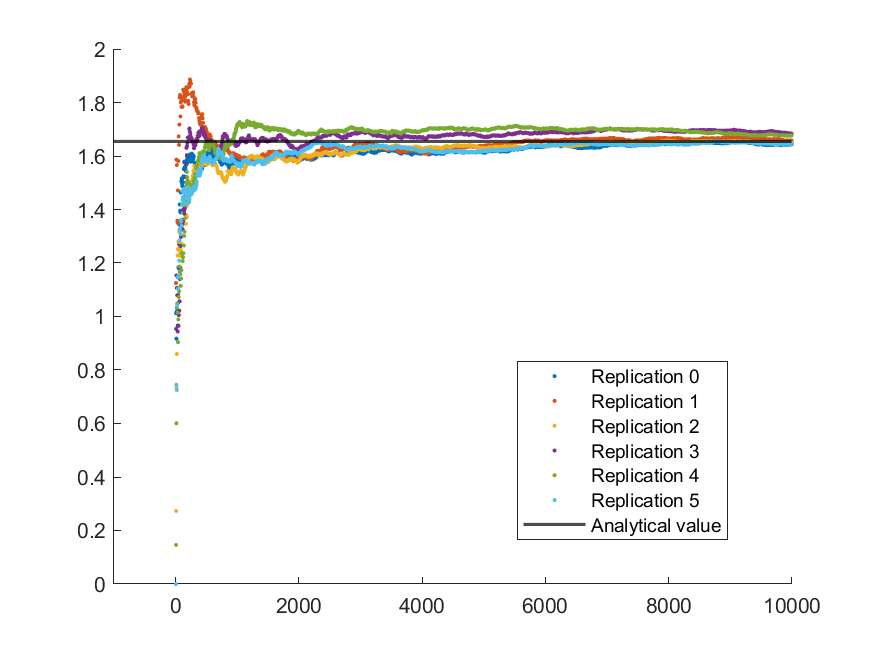 2
1.8
1.6
1.4
1.2
1
0.8
0.6
0.4
0.2
0
0 2000 4000 6000 8000 10000
Replication 0
Replication 1
Replication 2
Replication 3
Replication 4
Replication 5
Analytical value